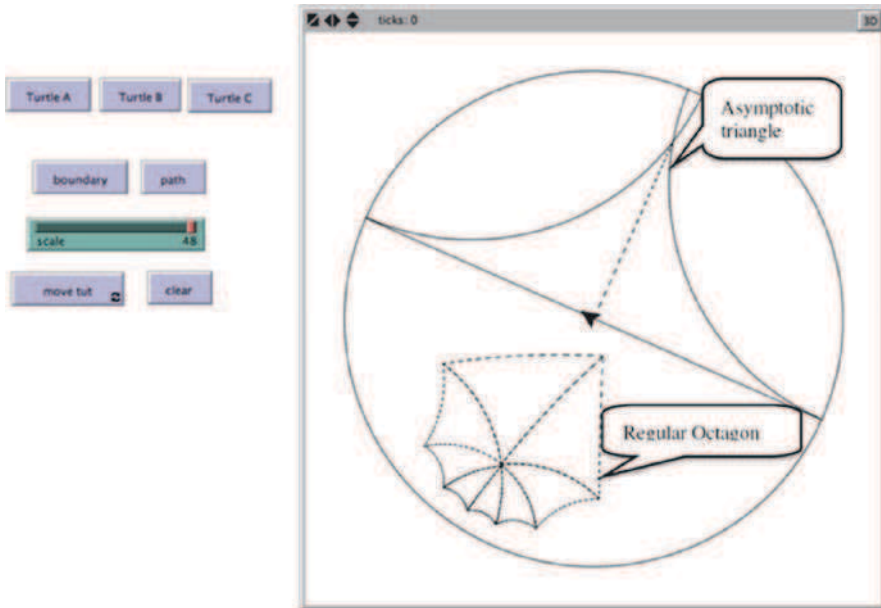 ticks: 0
3D
Turtle A
Turtle B
Turtle C
boundary
path
scale
48
move tut
clear
Asymptotic
triangle
Regular Octagon